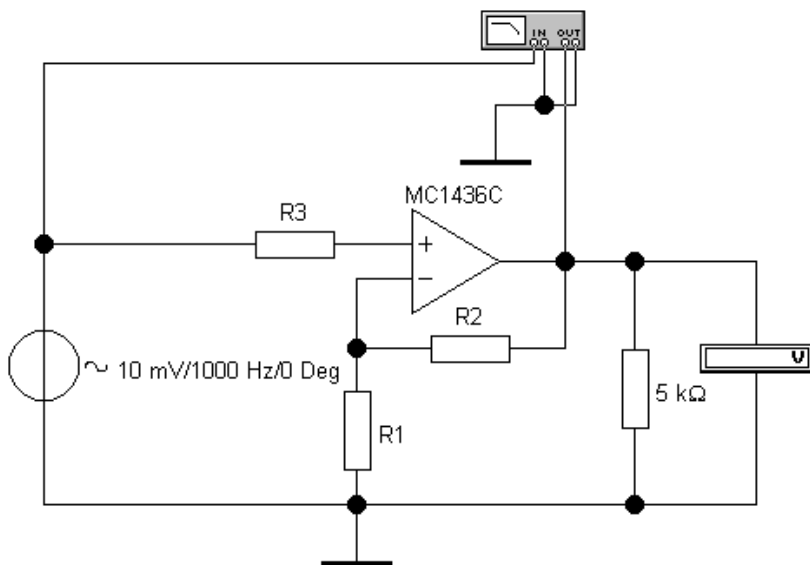 IN OUT
MC1436C
R3
+
−
R2
~ 10 mV/1000 Hz/0 Deg
V
5 kΩ
R1